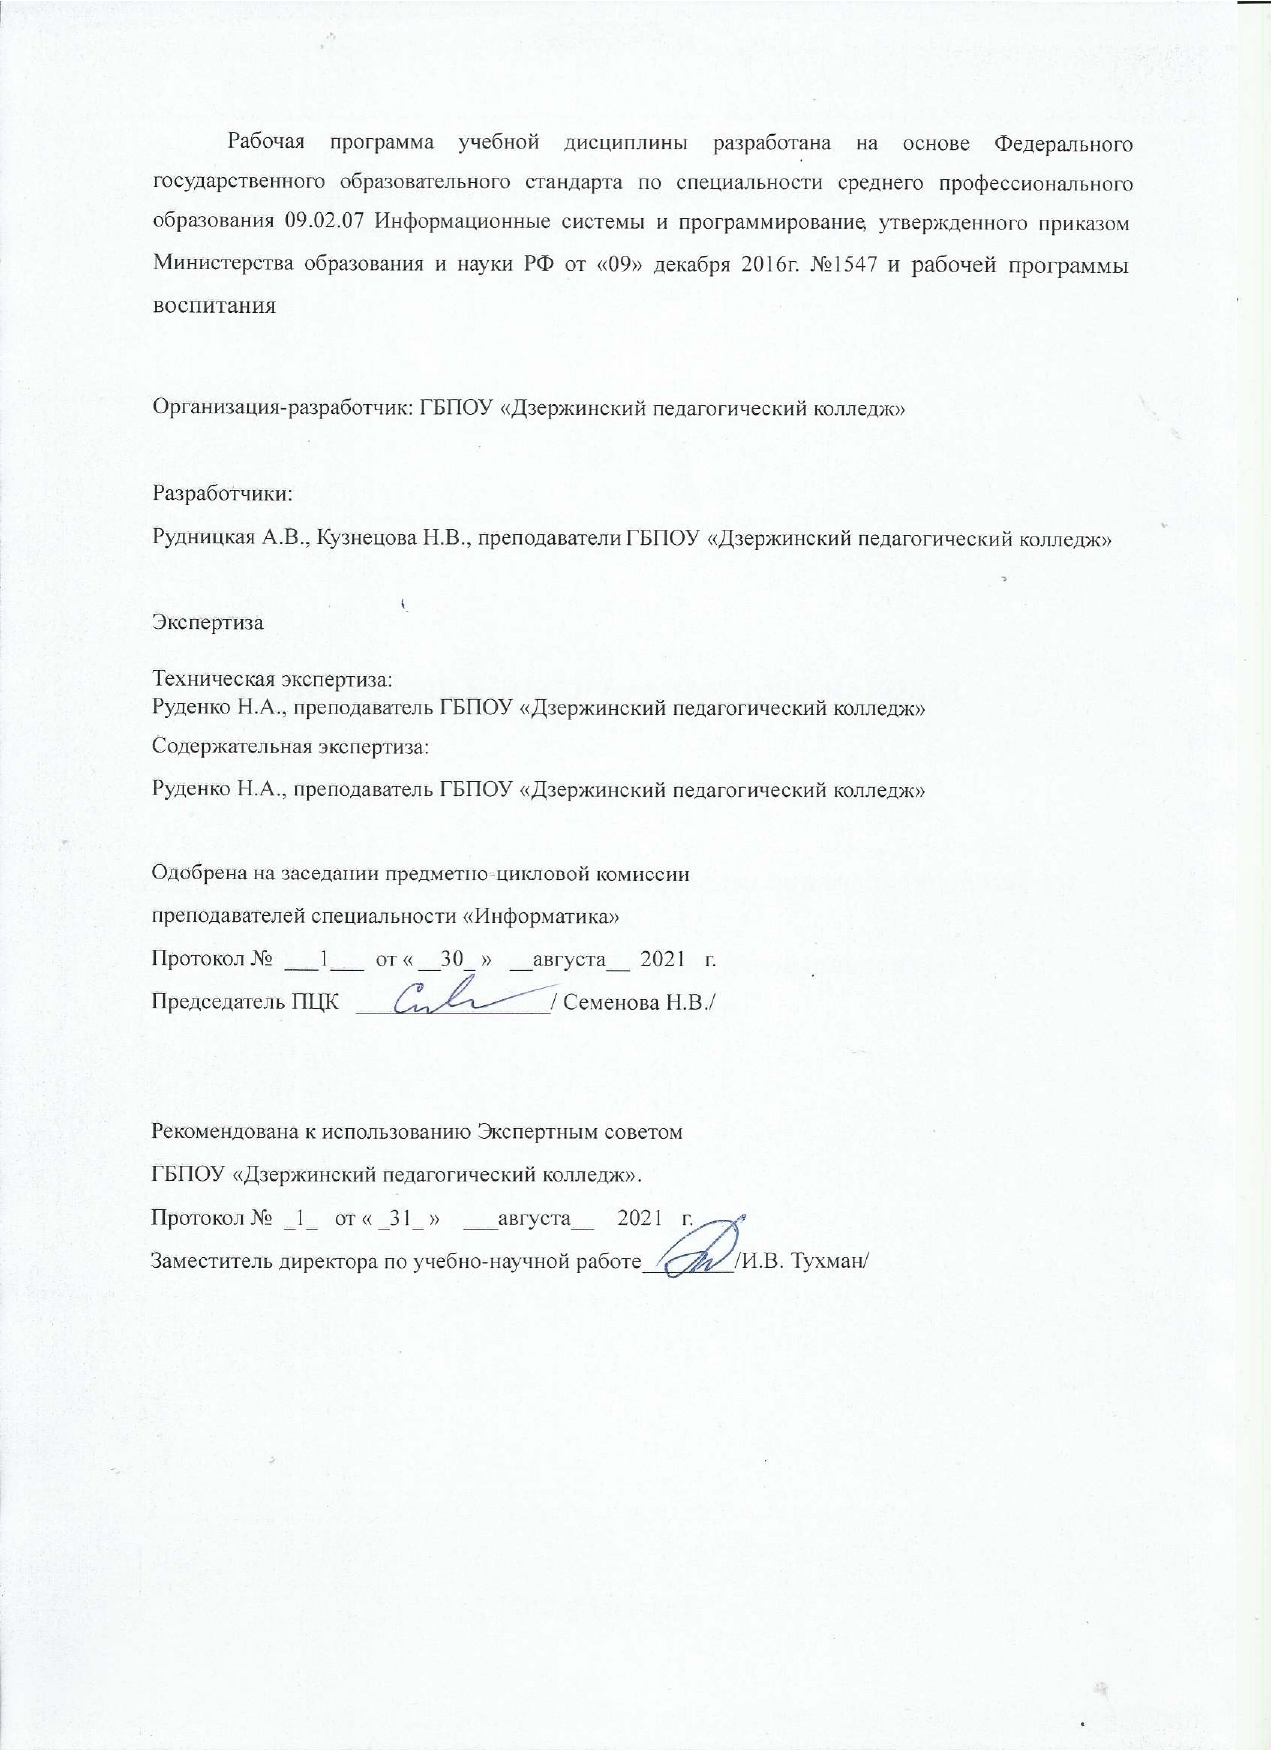 Рабочая программа учебной дисциплины разработана на основе Федерального
государственного образовательного стандарта по специальности среднего профессионального
образования 09.02.07 Информационные системы и программирование, утвержденного приказом
Министерства образования и науки РФ от «09» декабря 2016г. №1547 и рабочей программы
воспитания
Организация-разработчик: ГБПОУ «Дзержинский педагогический колледж»
Разработчики:
Рудницкая А.В., Кузнецова Н.В., преподаватели ГБПОУ «Дзержинский педагогический колледж»
Экспертиза
Техническая экспертиза:
Руденко Н.А., преподаватель ГБПОУ «Дзержинский педагогический колледж»
Содержательная экспертиза:
Руденко Н.А., преподаватель ГБПОУ «Дзержинский педагогический колледж»
Одобрена на заседании предметно-цикловой комиссии
преподавателей специальности «Информатика»
Протокол № ___1___ от « __30_ » __августа__ 2021 г.
Председатель ПЦК _________________/ Семенова Н.В./
Рекомендована к использованию Экспертным советом
ГБПОУ «Дзержинский педагогический колледж».
Протокол № _1_ от « _31_ » ___августа__ 2021 г.
Заместитель директора по учебно-научной работе________/И.В. Тухман/